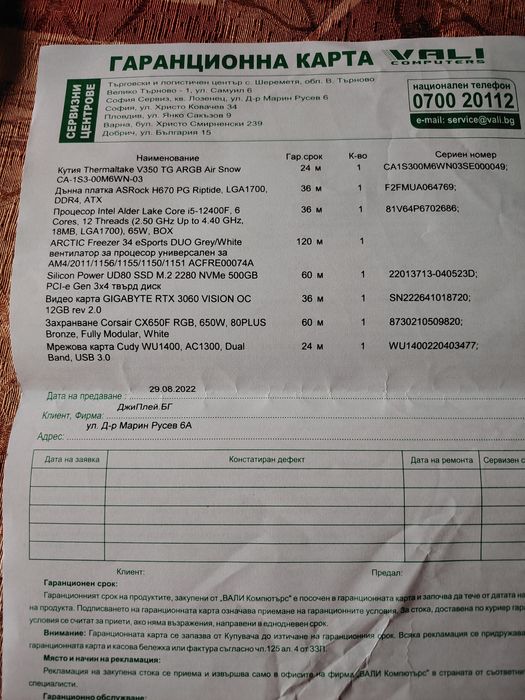 ГАРАНЦИОННА КАРТА VALI COMPUTERS
СЕРВИЗНИ ЦЕНТРОВЕ
Търговски и логистичен център с. Шереметя, обл. В. Търново
Велико Търново - 1, ул. Самуил 6
София Сервиз, кв. Лозенец, ул. Д-р Марин Русев 6
София, ул. Христо Ковачев 34
Пловдив, ул. Янко Сакъзов 9
Варна, бул. Христо Смирненски 239
Добрич, ул. България 15
национален телефон
0700 20112
e-mail: service@vali.bg
Наименование Гар.срок К-во Сериен номер
Кутия Thermaltake V350 TG ARGB Air Snow 24 м 1 CA1S300M6WN03SE000049;
CA-1S3-00M6WN-03
Дънна платка ASRock H670 PG Riptide, LGA1700, 36 м 1 F2FMUA064769;
DDR4, ATX
Процесор Intel Alder Lake Core i5-12400F, 6 36 м 1 81V64P6702686;
Cores, 12 Threads (2.50 GHz Up to 4.40 GHz,
18MB, LGA1700), 65W, BOX
ARCTIC Freezer 34 eSports DUO Grey/White 120 м 1
вентилатор за процесор универсален за
AM4/2011/1156/1155/1150/1151 ACFRE00074A
Silicon Power UD80 SSD M.2 2280 NVMe 500GB 60 м 1 22013713-040523D;
PCI-e Gen 3x4 твърд диск
Видео карта GIGABYTE RTX 3060 VISION OC 36 м 1 SN222641018720;
12GB rev 2.0
Захранване Corsair CX650F RGB, 650W, 80PLUS 60 м 1 8730210509820;
Bronze, Fully Modular, White
Мрежова карта Cudy WU1400, AC1300, Dual 24 м 1 WU1400220403477;
Band, USB 3.0
Дата на предаване : 29.08.2022
Клиент, Фирма: ДжиПлей.БГ
Адрес: ул. Д-р Марин Русев 6А
Дата на заявка Констатиран дефект Дата на ремонта Сервизен
Клиент: Предал:
Гаранционен срок:
Гаранционният срок на продуктите, закупени от „ВАЛИ Компютърс" е посочен в гаранционната карта и започва да тече от датата
на продукта. Подписването на гаранционната карта означава приемане на гаранционните условия. За стока, доставена по куриер
условия се считат за приети, ако няма възражения, направени в едноседневен срок.
Внимание: Гаранционната карта се запазва от Купувача до изтичане на гаранционния срок. Всяка рекламация се придружава
гаранционната карта и касова бележка или фактура съгласно чл.125 ал. 4 от ЗЗП.
Място и начин на рекламация:
Рекламация на закупена стока се приема и извършва само в офисите на фирма „ВАЛИ Компютърс" в страната от съответни
специалисти.
Гаранционно обслужване: